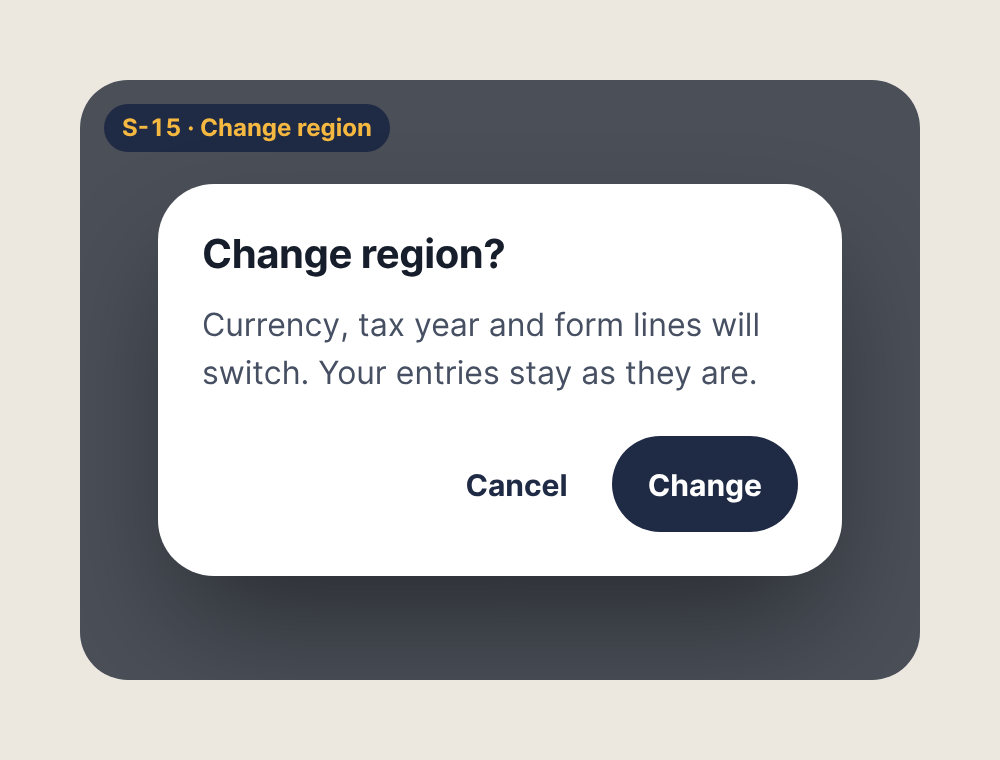 S-15 · Change region
Change region?
Currency, tax year and form lines will
switch. Your entries stay as they are.
Cancel
Change